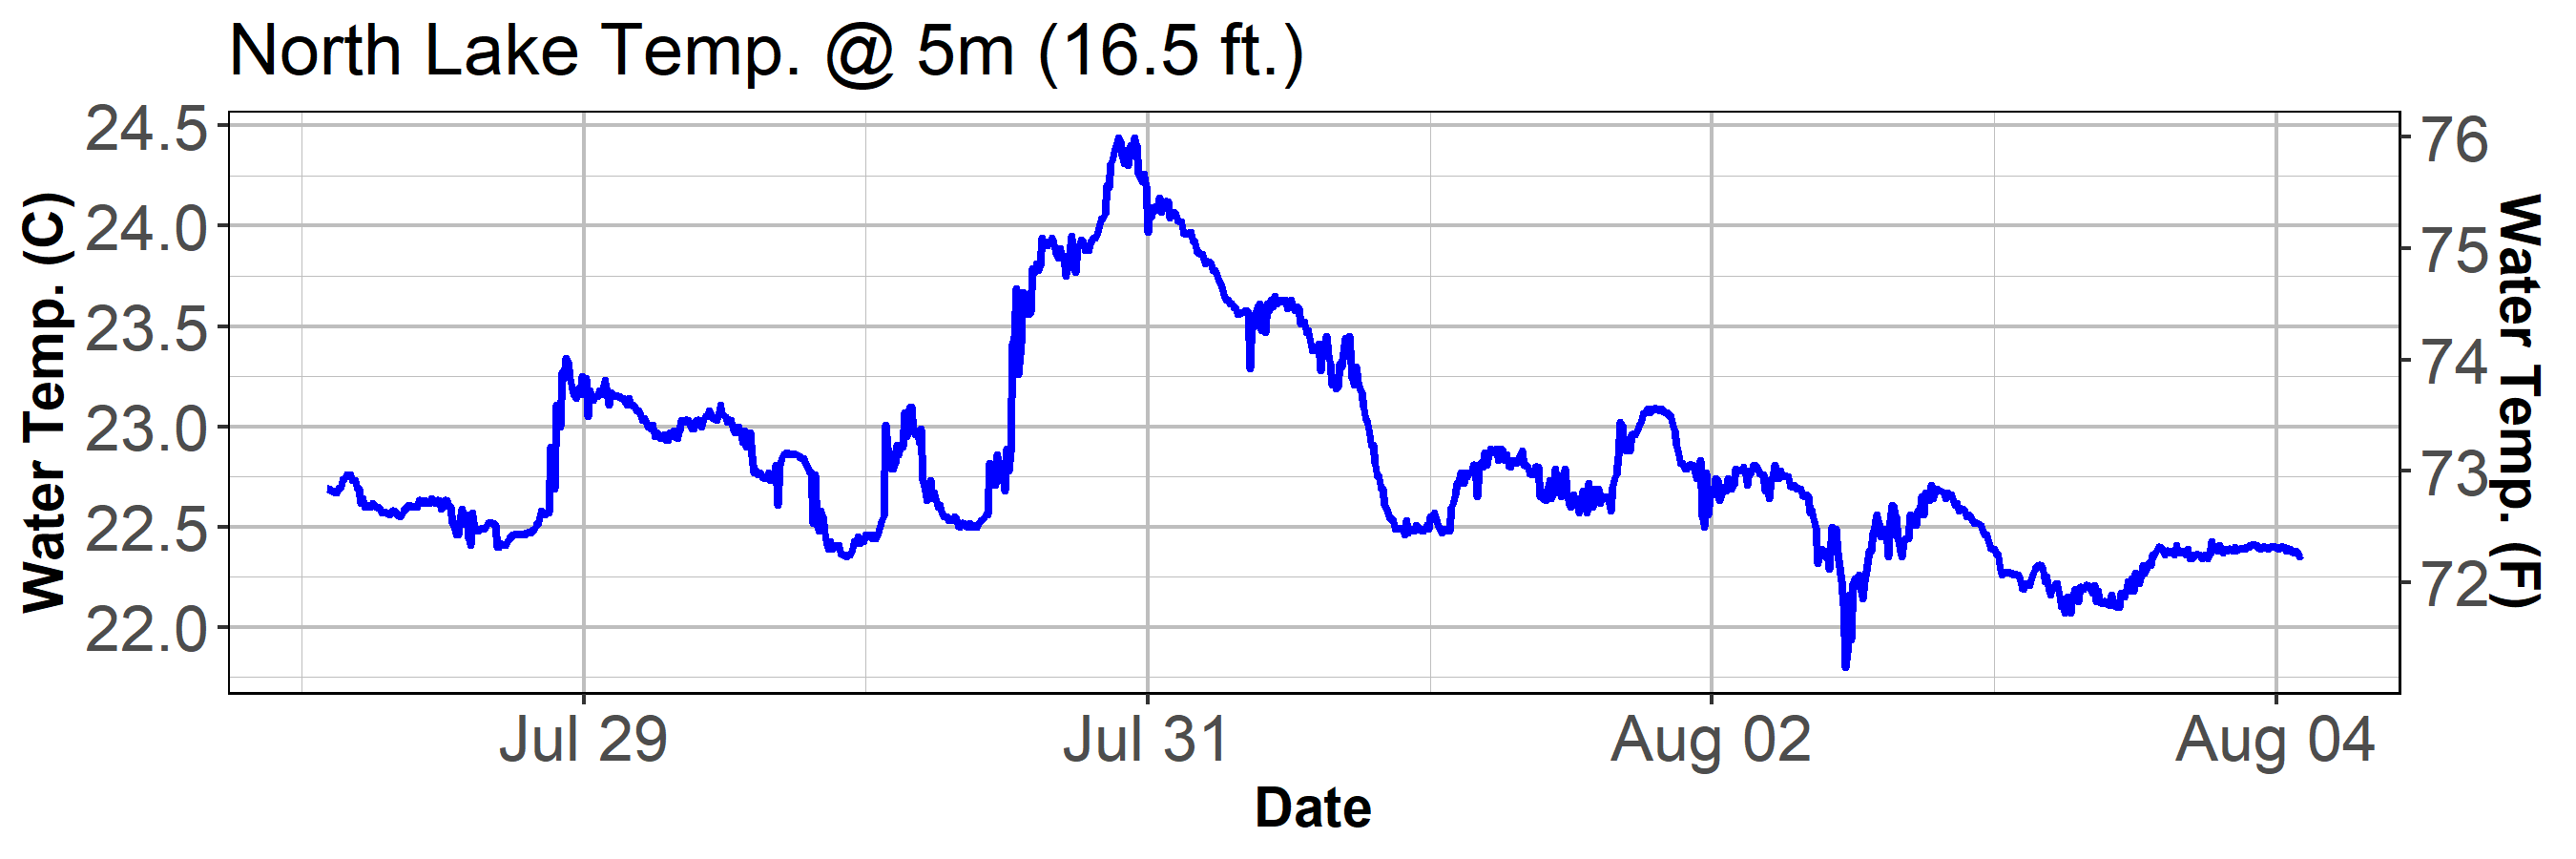 North Lake Temp. @ 5m (16.5 ft.)
Water Temp. (C)
24.5
24.0
23.5
23.0
22.5
22.0
76
75
74
73
72
Water Temp. (F)
Jul 29
Jul 31
Aug 02
Aug 04
Date